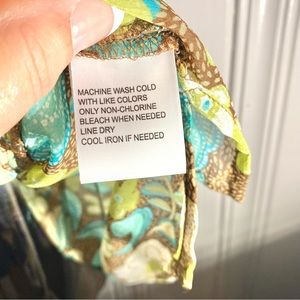 MACHINE WASH COLD
WITH LIKE COLORS
ONLY NON-CHLORINE
BLEACH WHEN NEEDED
LINE DRY
COOL IRON IF NEEDED